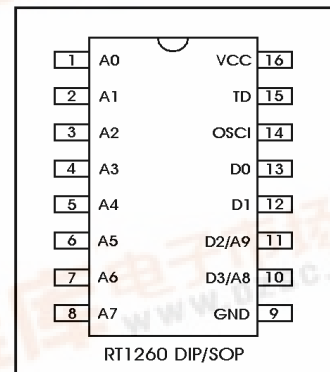 1 A0 VCC 16
2 A1 TD 15
3 A2 OSCI 14
4 A3 D0 13
5 A4 D1 12
6 A5 D2/A9 11
7 A6 D3/A8 10
8 A7 GND 9
RT1260 DIP/SOP